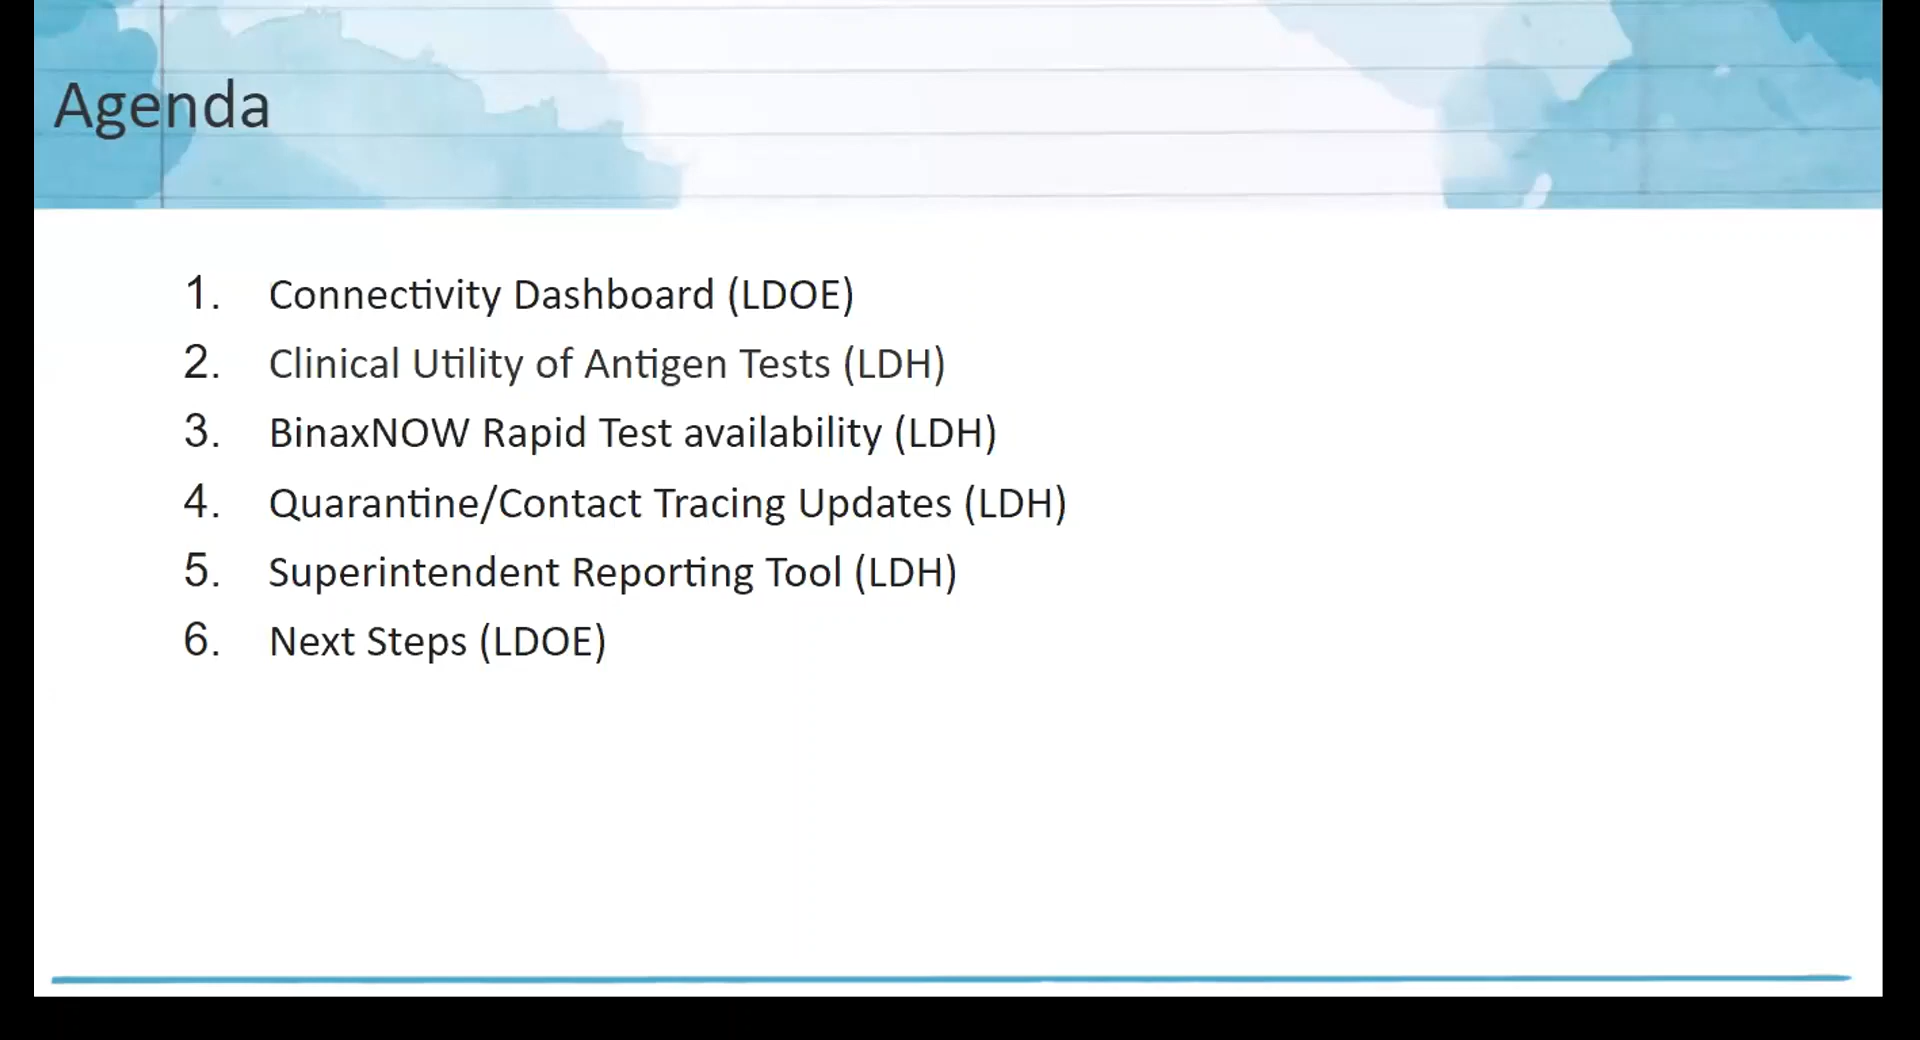 Agenda
1. Connectivity Dashboard (LDOE)
2. Clinical Utility of Antigen Tests (LDH)
3. BinaxNOW Rapid Test availability (LDH)
4. Quarantine/Contact Tracing Updates (LDH)
5. Superintendent Reporting Tool (LDH)
6. Next Steps (LDOE)